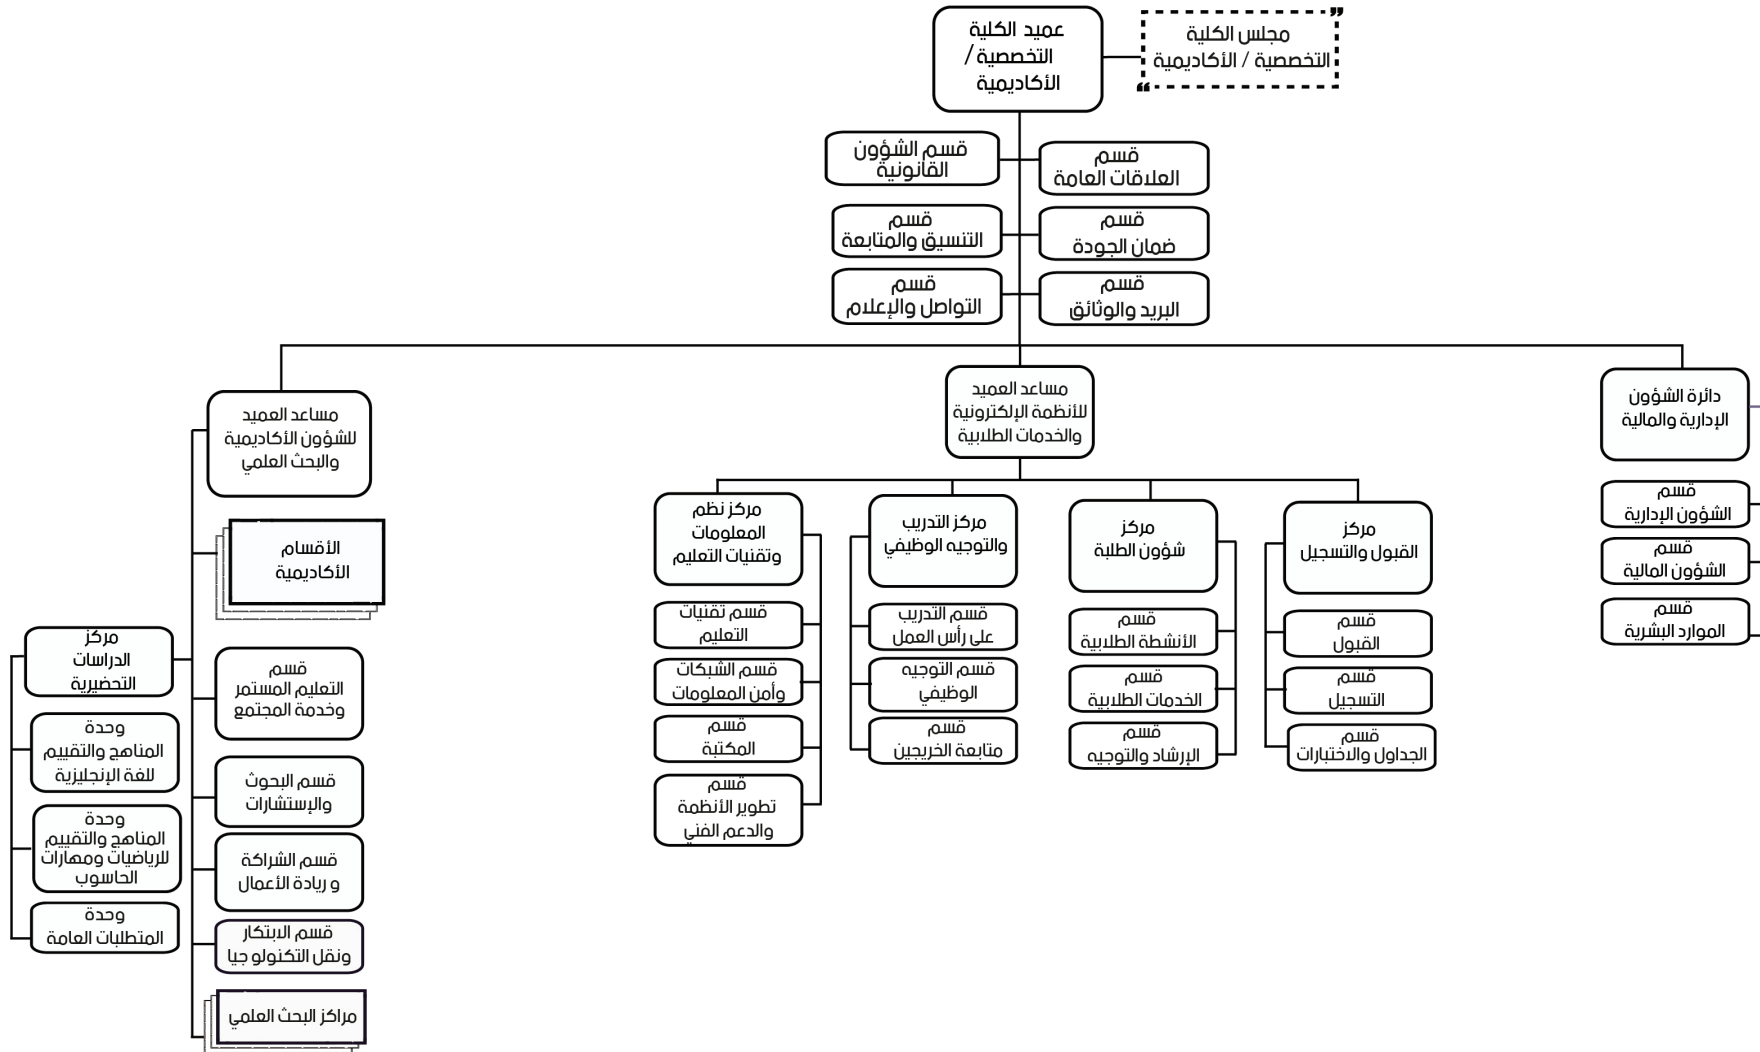 عميد الكلية
التخصصية /
الأكاديمية
مجلس الكلية
التخصصية / الأكاديمية
قسم
العلاقات العامة
قسم الشؤون
القانونية
قسم
ضمان الجودة
قسم
التنسيق والمتابعة
قسم
البريد والوثائق
قسم
التواصل والإعلام
دائرة الشؤون
الإدارية والمالية
قسم
الشؤون الإدارية
قسم
الشؤون المالية
قسم
الموارد البشرية
مساعد العميد
للأنظمة الإلكترونية
والخدمات الطلابية
مركز
القبول والتسجيل
قسم
القبول
قسم
التسجيل
قسم
الجداول والاختبارات
مركز
شؤون الطلبة
قسم
الأنشطة الطلابية
قسم
الخدمات الطلابية
قسم
الإرشاد والتوجيه
مركز التدريب
والتوجيه الوظيفي
قسم التدريب
على رأس العمل
قسم التوجيه
الوظيفي
قسم
متابعة الخريجين
مركز نظم
المعلومات
وتقنيات التعليم
قسم تقنيات
التعليم
قسم الشبكات
وأمن المعلومات
قسم
المكتبة
قسم
تطوير الأنظمة
والدعم الفني
مساعد العميد
للشؤون الأكاديمية
والبحث العلمي
الأقسام
الأكاديمية
قسم
التعليم المستمر
وخدمة المجتمع
قسم البحوث
والإستشارات
قسم الشراكة
و ريادة الأعمال
قسم الابتكار
ونقل التكنولو جيا
مراكز البحث العلمي
مركز
الدراسات
التحضيرية
وحدة
المناهج والتقييم
للغة الإنجليزية
وحدة
المناهج والتقييم
للرياضيات ومهارات
الحاسوب
وحدة
المتطلبات العامة